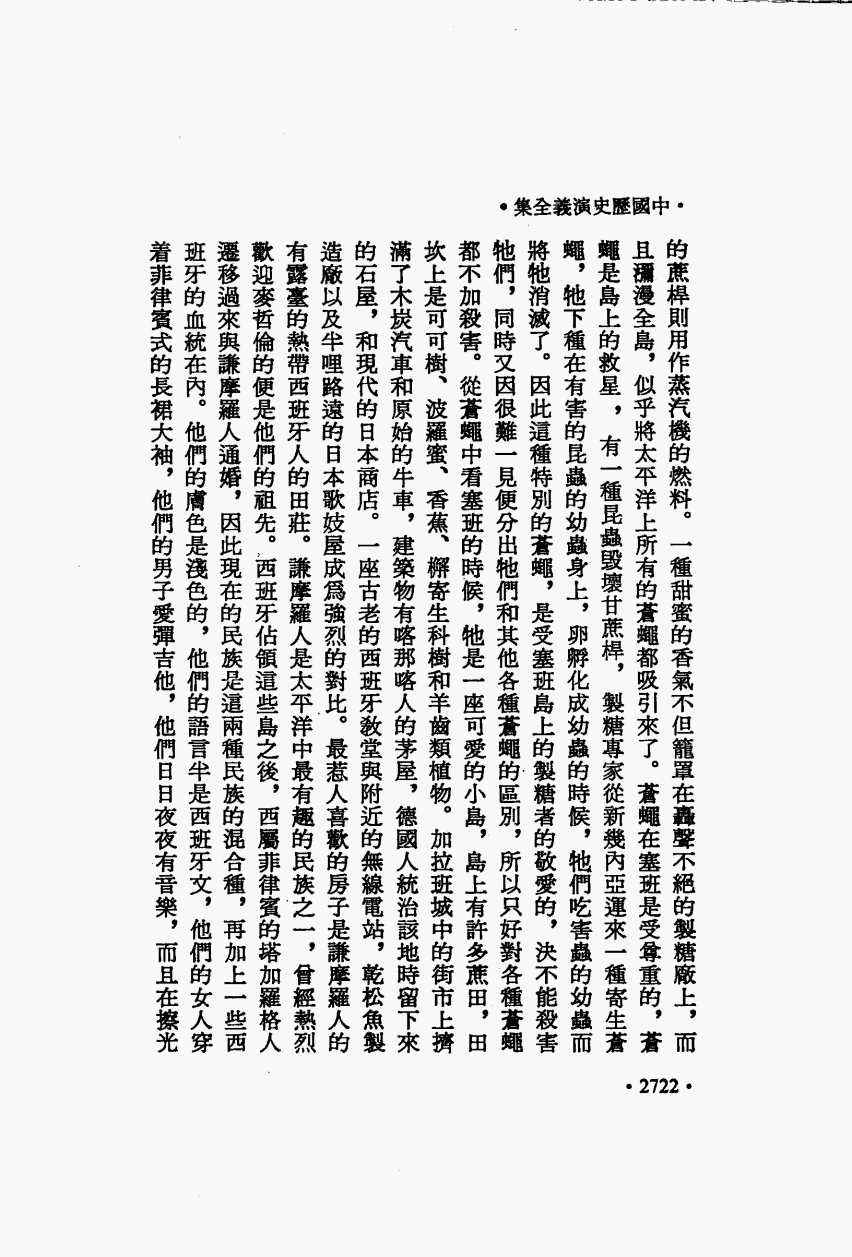 •中國歷史演義全集•
的蔗桿則用作蒸汽機的燃料。一種甜蜜的香氣不但籠罩在轟聲不絕的製糖廠上，而
且瀰漫全島，似乎將太平洋上所有的蒼蠅都吸引來了。蒼蠅在塞班是受尊重的，蒼
蠅是島上的救星，有一種昆蟲毀壞甘蔗桿，製糖專家從新幾內亞運來一種寄生蒼
蠅，牠下種在有害的昆蟲的幼蟲身上，卵孵化成幼蟲的時候，牠們吃害蟲的幼蟲而
將牠消滅了。因此這種特別的蒼蠅，是受塞班島上的製糖者的敬愛的，決不能殺害
牠們，同時又因很難一見便分出牠們和其他各種蒼蠅的區別，所以只好對各種蒼蠅
都不加殺害。從蒼蠅中看塞班的時候，牠是一座可愛的小島，島上有許多蔗田，田
坎上是可可樹、波羅蜜、香蕉、檞寄生科樹和羊齒類植物。加拉班城中的街市上擠
滿了木炭汽車和原始的牛車，建築物有喀那喀人的茅屋，德國人統治該地時留下來
的石屋，和現代的日本商店。一座古老的西班牙敎堂與附近的無線電站，乾松魚製
造廠以及半哩路遠的日本歌妓屋成爲強烈的對比。最惹人喜歡的房子是謙摩羅人的
有露臺的熱帶西班牙人的田莊。謙摩羅人是太平洋中最有趣的民族之一，曾經熱烈
歡迎麥哲倫的便是他們的祖先。西班牙佔領這些島之後，西屬菲律賓的塔加羅格人
遷移過來與謙摩羅人通婚，因此現在的民族是這兩種民族的混合種，再加上一些西
班牙的血統在內。他們的膚色是淺色的，他們的語言半是西班牙文，他們的女人穿
着菲律賓式的長裙大袖，他們的男子愛彈吉他，他們日日夜夜有音樂，而且在擦光
•2722•